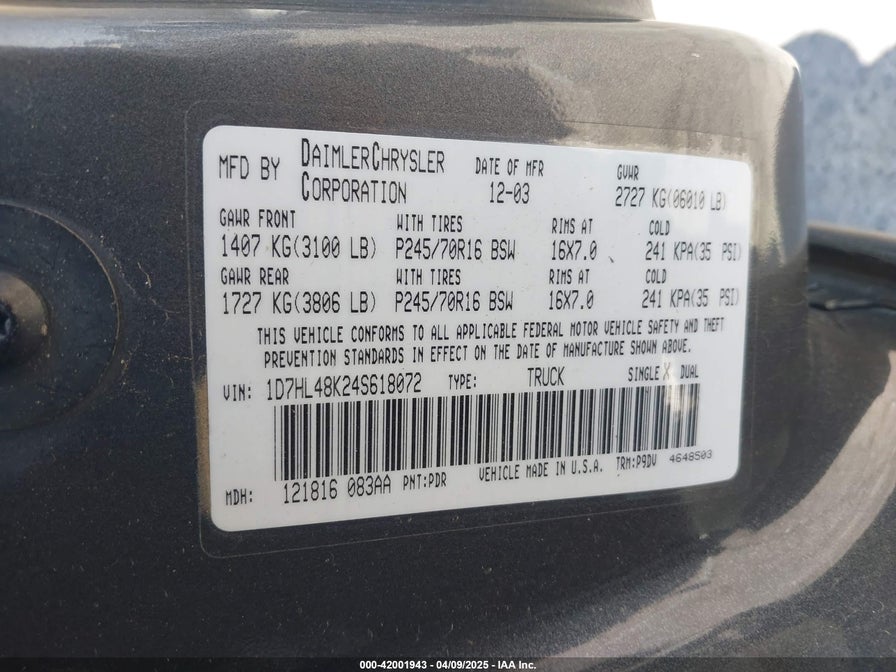 MFD BY DAIMLERCHRYSLER CORPORATION DATE OF MFR 12-03 GVWR 2727 KG(06010 LB)
GAWR FRONT WITH TIRES RIMS AT COLD
1407 KG(3100 LB) P245/70R16 BSW 16X7.0 241 KPA(35 PSI)
GAWR REAR WITH TIRES RIMS AT COLD
1727 KG(3806 LB) P245/70R16 BSW 16X7.0 241 KPA(35 PSI)
THIS VEHICLE CONFORMS TO ALL APPLICABLE FEDERAL MOTOR VEHICLE SAFETY AND THEFT
PREVENTION STANDARDS IN EFFECT ON THE DATE OF MANUFACTURE SHOWN ABOVE.
VIN: 1D7HL48K24S618072 TYPE: TRUCK SINGLE X DUAL
MDH: 121816 083AA PNT:PDR VEHICLE MADE IN U.S.A. TRM:P9DV 4648503
000-42001943 - 04/09/2025 - IAA Inc.